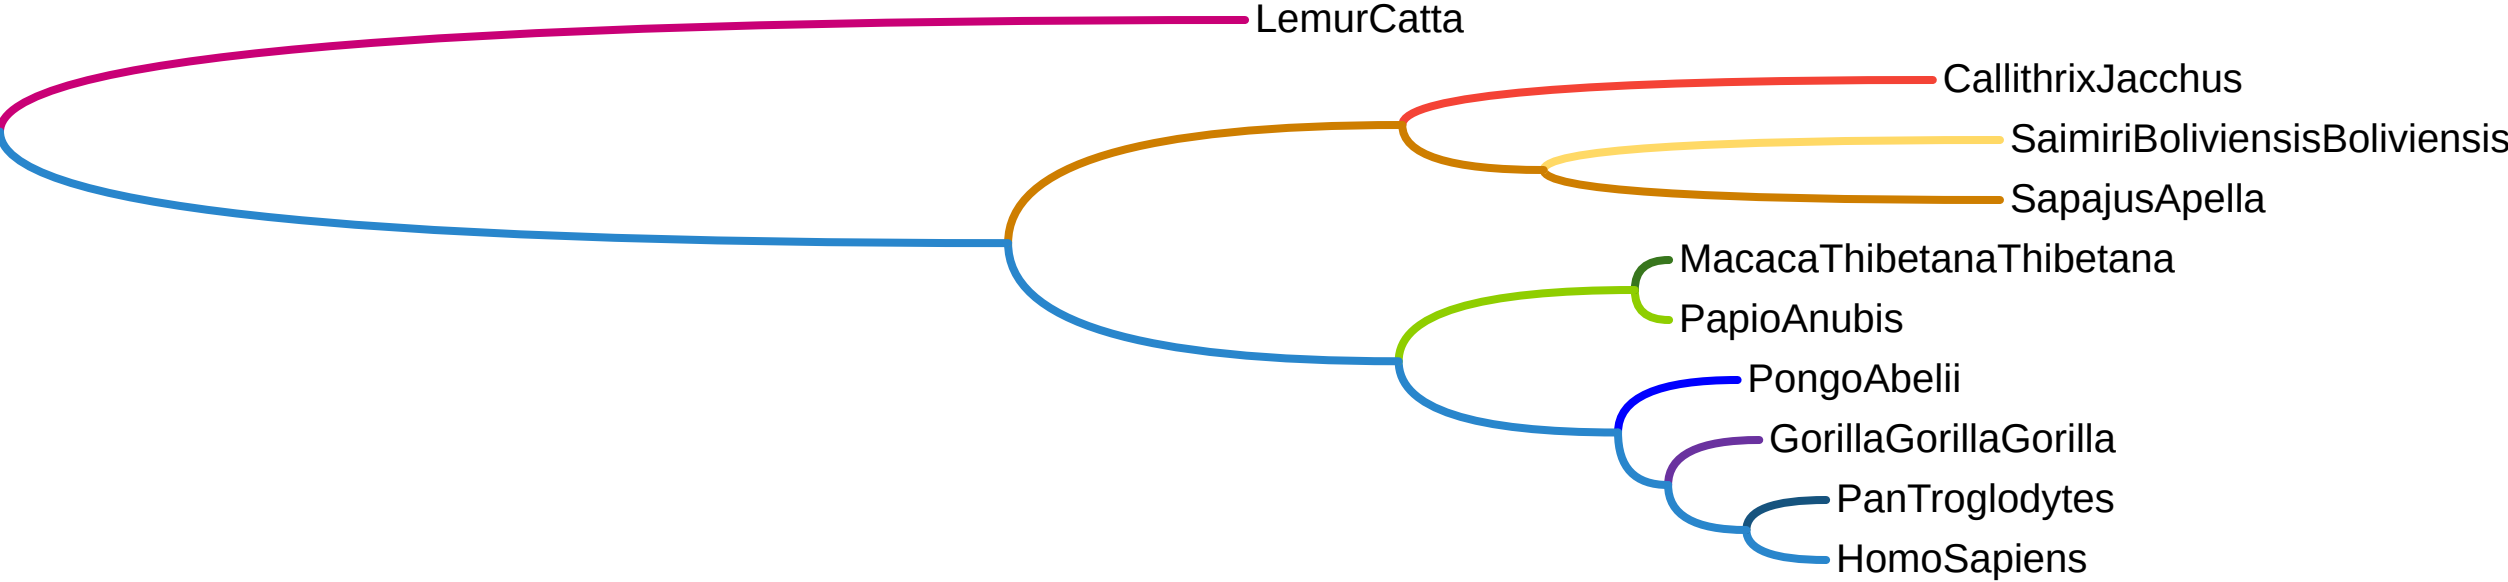 LemurCatta
CallithrixJacchus
SaimiriBoliviensisBoliviensis
SapajusApella
MacacaThibetanaThibetana
PapioAnubis
PongoAbelii
GorillaGorillaGorilla
PanTroglodytes
HomoSapiens